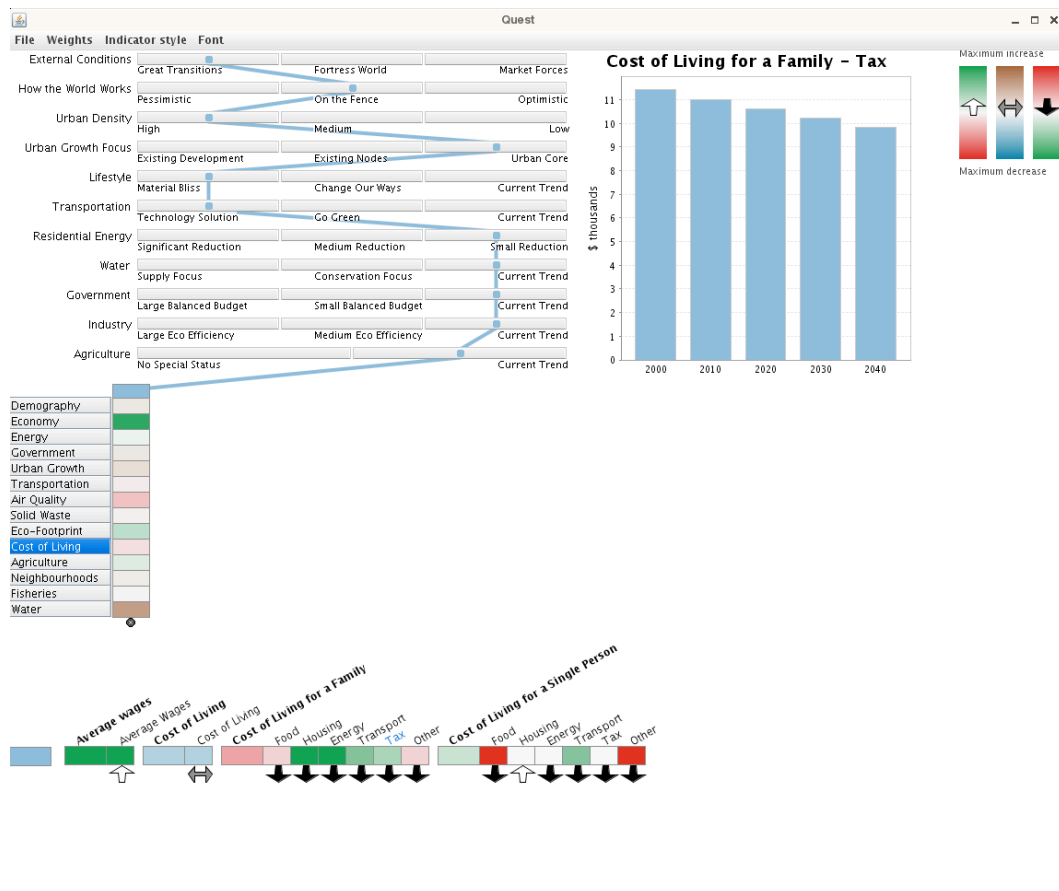 Quest
File Weights Indicator style Font
External Conditions
Great Transitions Fortress World Market Forces
How the World Works
Pessimistic On the Fence Optimistic
Urban Density
High Medium Low
Urban Growth Focus
Existing Development Existing Nodes Urban Core
Lifestyle
Material Bliss Change Our Ways Current Trend
Transportation
Technology Solution Go Green Current Trend
Residential Energy
Significant Reduction Medium Reduction Small Reduction
Water
Supply Focus Conservation Focus Current Trend
Government
Large Balanced Budget Small Balanced Budget Current Trend
Industry
Large Eco Efficiency Medium Eco Efficiency Current Trend
Agriculture
No Special Status Current Trend
Cost of Living for a Family – Tax
$ thousands
11
10
9
8
7
6
5
4
3
2
1
0
2000 2010 2020 2030 2040
Maximum increase
Maximum decrease
Demography
Economy
Energy
Government
Urban Growth
Transportation
Air Quality
Solid Waste
Eco-Footprint
Cost of Living
Agriculture
Neighbourhoods
Fisheries
Water
Average wages
Average Wages
Cost of Living
Cost of Living
Cost of Living for a Family
Food
Housing
Energy
Transport
Tax
Other
Cost of Living for a Single Person
Food
Housing
Energy
Transport
Tax
Other